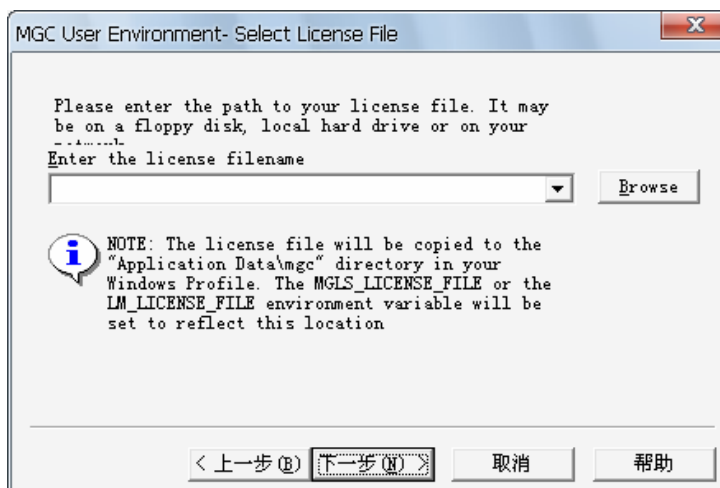 MGC User Environment- Select License File
Please enter the path to your license file. It may
be on a floppy disk, local hard drive or on your
Enter the license filename
Browse
NOTE: The license file will be copied to the
"Application Data\mgc" directory in your
Windows Profile. The MGLS_LICENSE_FILE or the
LM_LICENSE_FILE environment variable will be
set to reflect this location
< 上一步(B) 下一步(N) > 取消 帮助